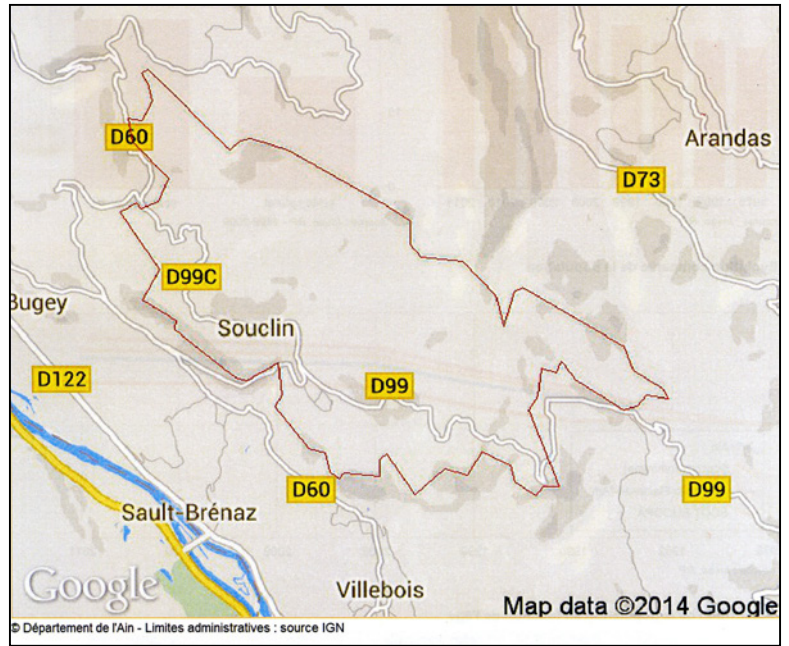 D60
Arandas
D73
D99C
Bugey
Souclin
D122
D99
D60
D99
Sault-Brénaz
Google
Villebois
Map data ©2014 Google
© Département de l'Ain - Limites administratives : source IGN